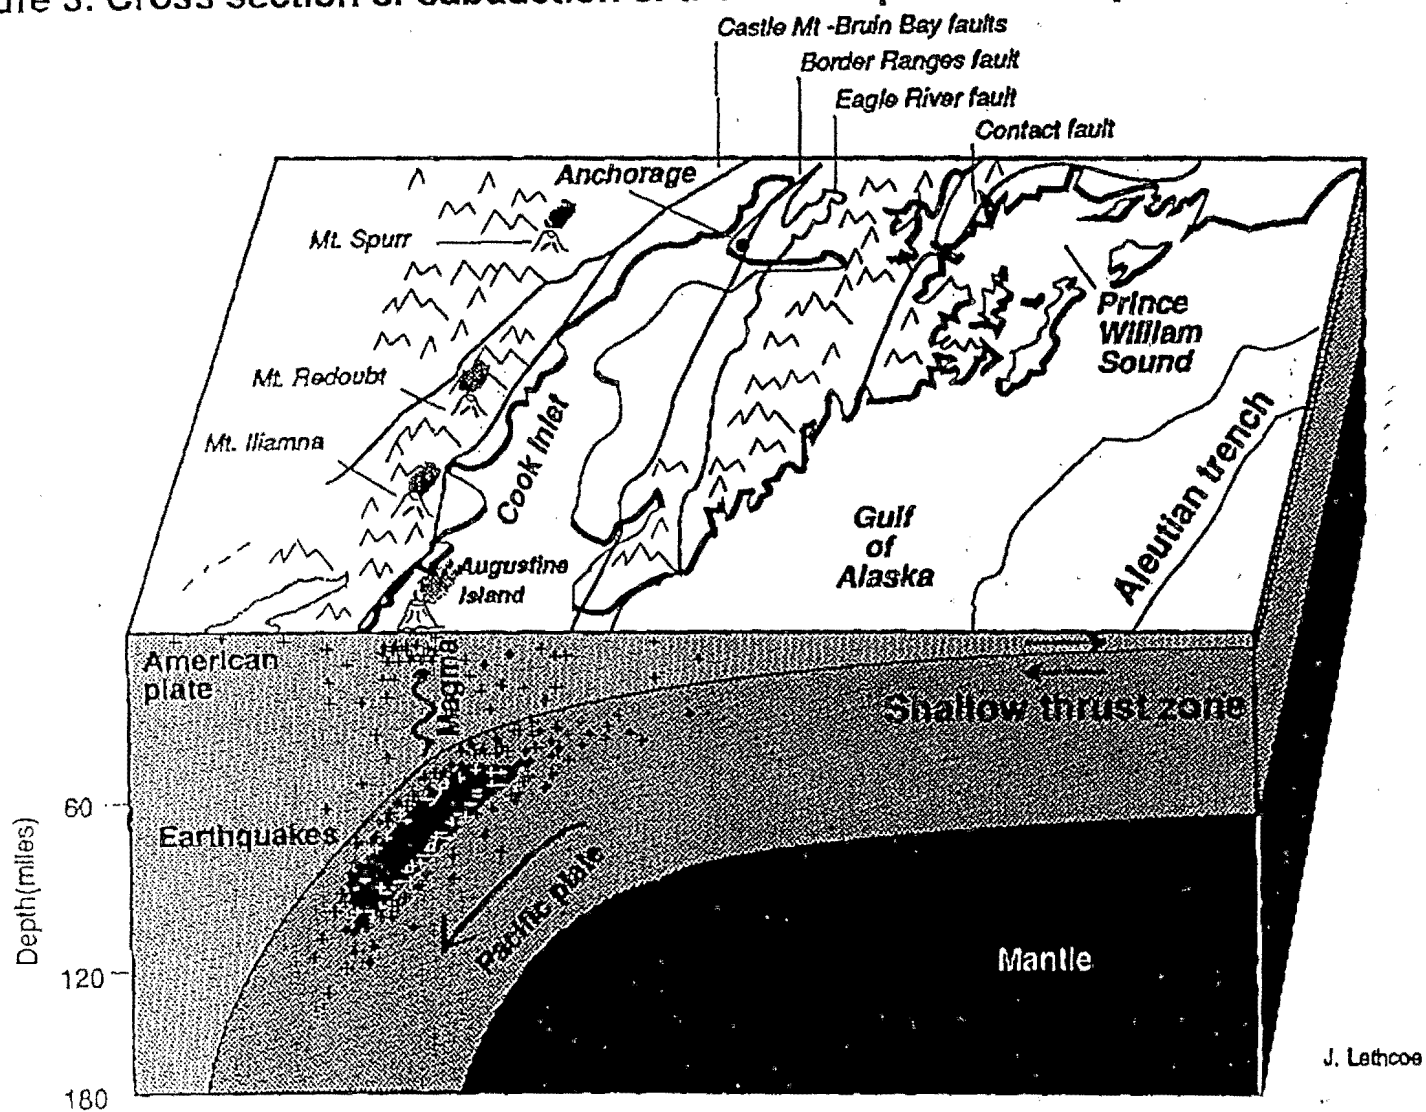 Castle Mt -Bruin Bay faults
Border Ranges fault
Eagle River fault
Contact fault
Anchorage
Mt. Spurr
Mt. Redoubt
Mt. Iliamna
Cook Inlet
Prince
William
Sound
Gulf
of
Alaska
Aleutian trench
Augustine
Island
American
plate
Magma
Shallow thrust zone
Earthquakes
Pacific plate
Mantle
Depth(miles)
60
120
180
J. Lethcoe